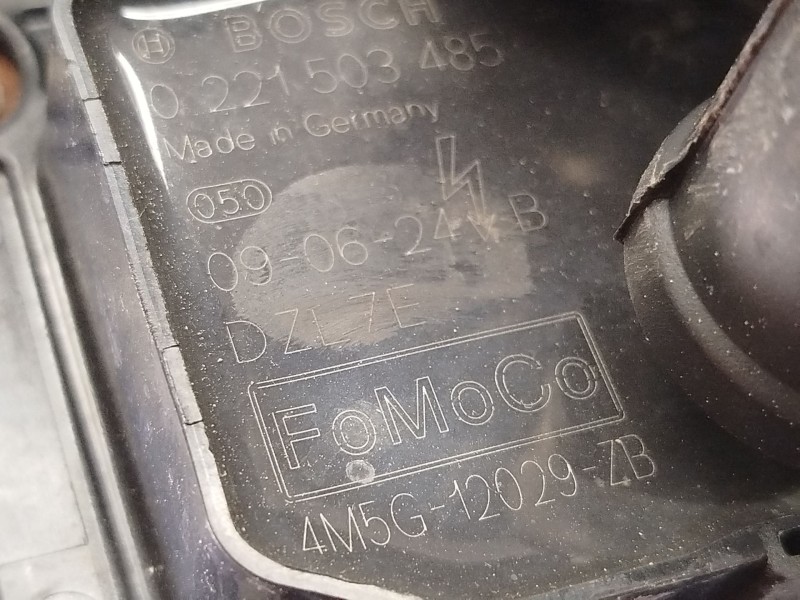 BOSCH
0 221 503 485
Made in Germany
050
09-06-24 B
DZL7E
FoMoCo
4M5G-12029-ZB